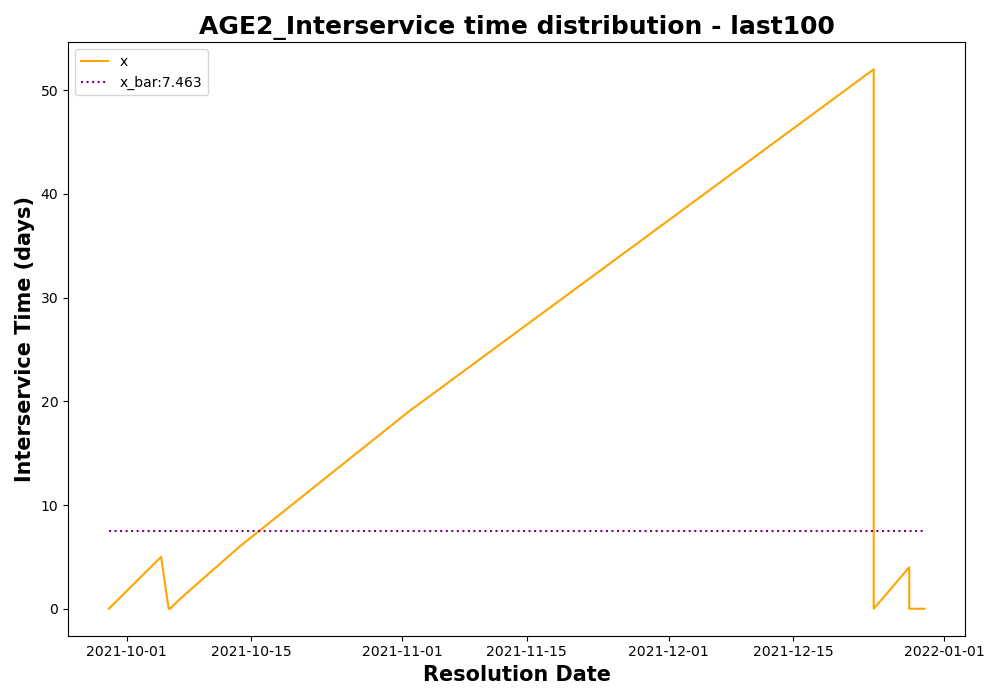 AGE2_Interservice time distribution - last100
x
x_bar:7.463
Interservice Time (days)
50
40
30
20
10
0
2021-10-01 2021-10-15 2021-11-01 2021-11-15 2021-12-01 2021-12-15 2022-01-01
Resolution Date